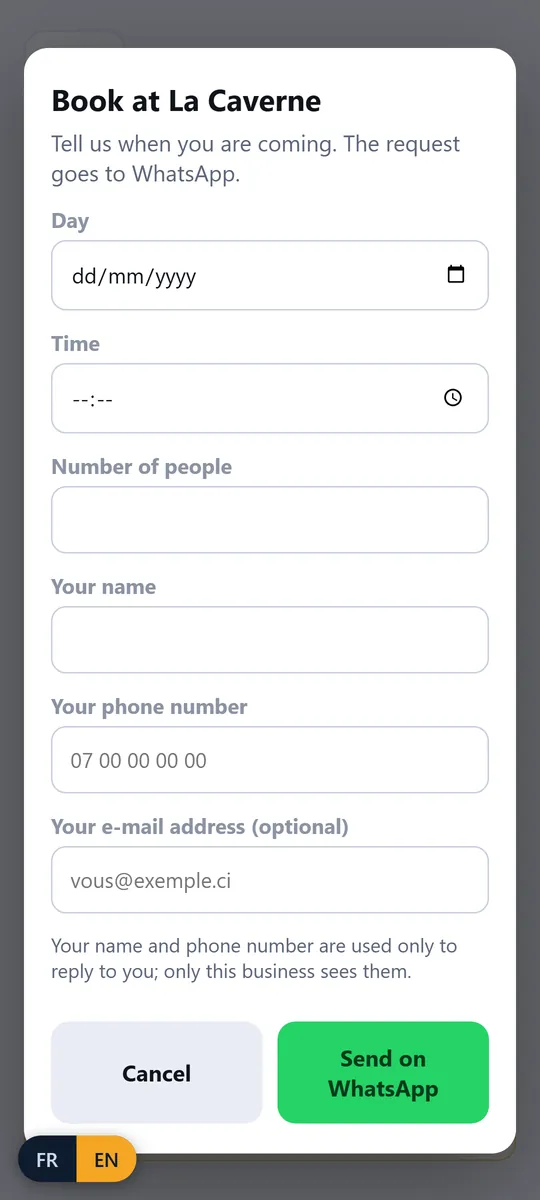 Book at La Caverne
Tell us when you are coming. The request
goes to WhatsApp.
Day
dd/mm/yyyy
Time
--:--
Number of people
Your name
Your phone number
07 00 00 00 00
Your e-mail address (optional)
vous@exemple.ci
Your name and phone number are used only to
reply to you; only this business sees them.
Cancel
Send on
WhatsApp
FR EN